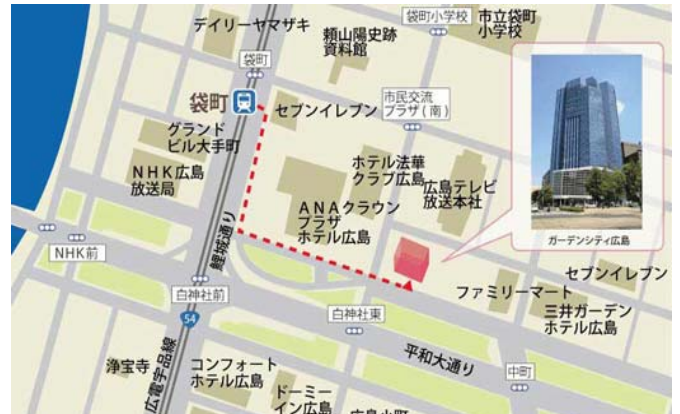 デイリーヤマザキ
袋町小学校
市立袋町
小学校
頼山陽史跡
資料館
袋町
袋町
セブンイレブン
市民交流
プラザ(南)
グランド
ビル大手町
NHK広島
放送局
ホテル法華
クラブ広島
広島テレビ
放送本社
ANAクラウン
プラザ
ホテル広島
ガーデンシティ広島
鯉城通り
NHK前
セブンイレブン
白神社前
ファミリーマート
三井ガーデン
ホテル広島
54
白神社東
平和大通り
中町
浄宝寺
広電宇品線
コンフォート
ホテル広島
ドーミー
イン広島